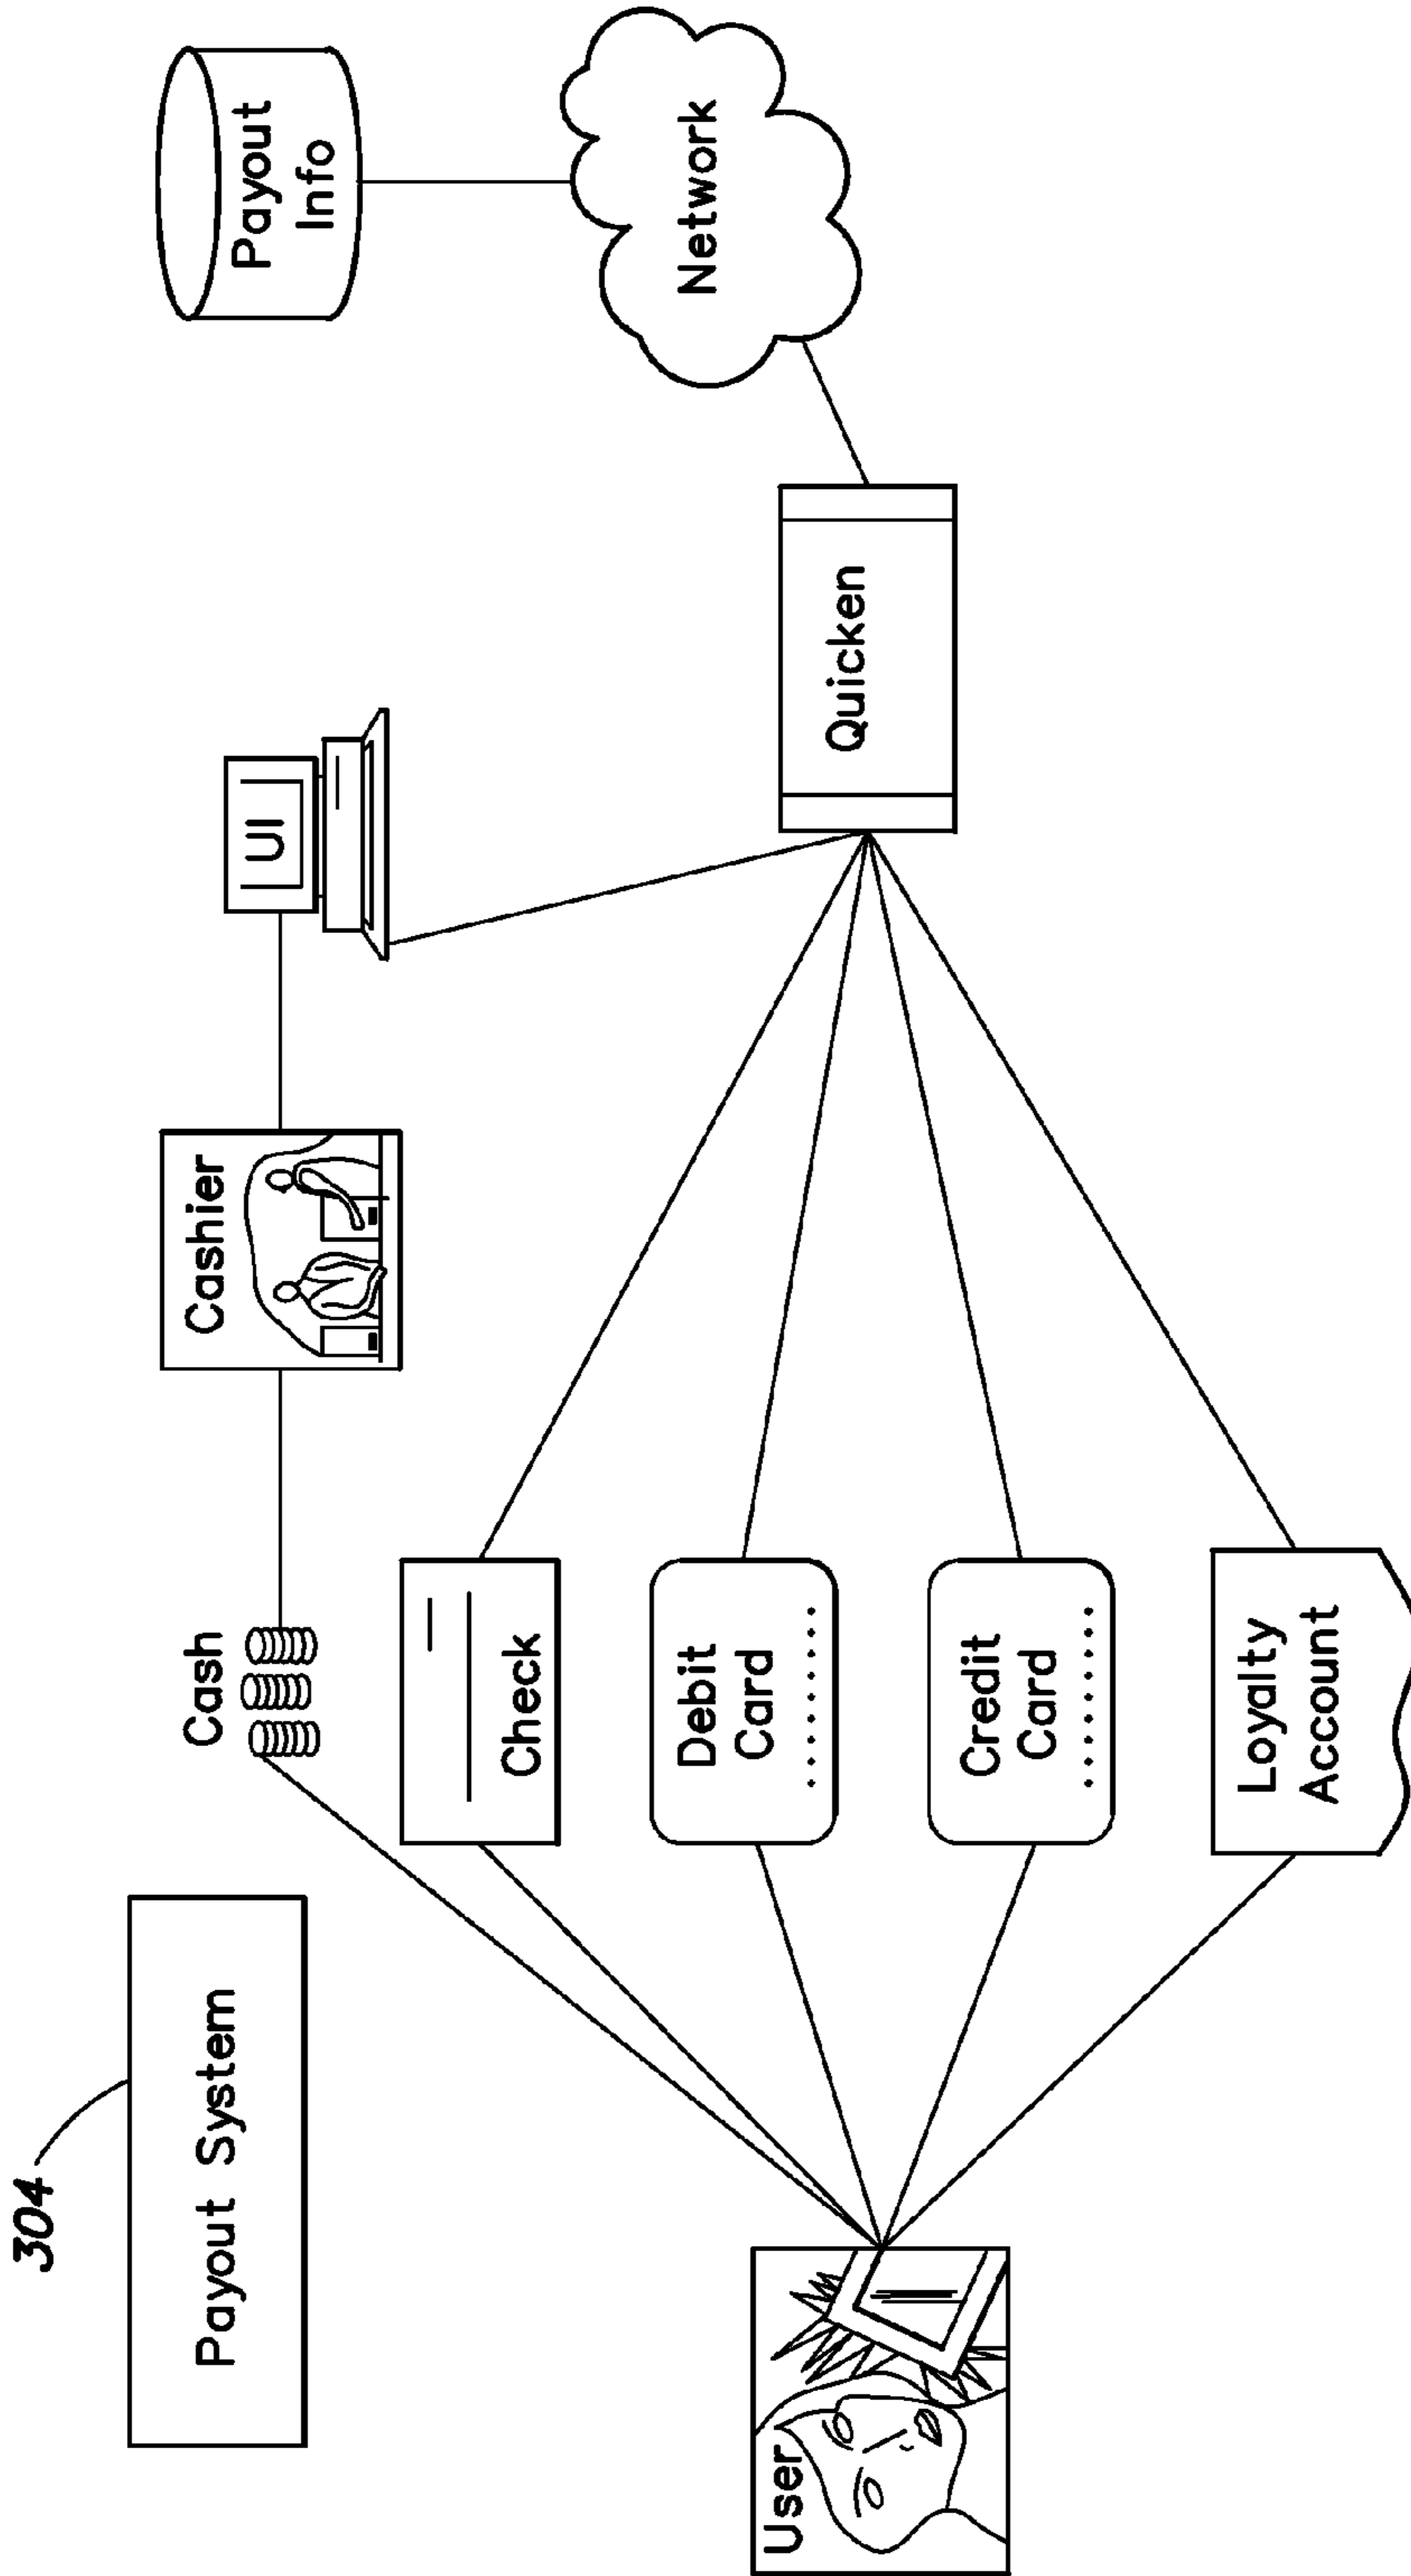 304
Payout System
Cash
Cashier
UI
Payout
Info
User
Check
Debit
Card
Credit
Card
Loyalty
Account
Quicken
Network